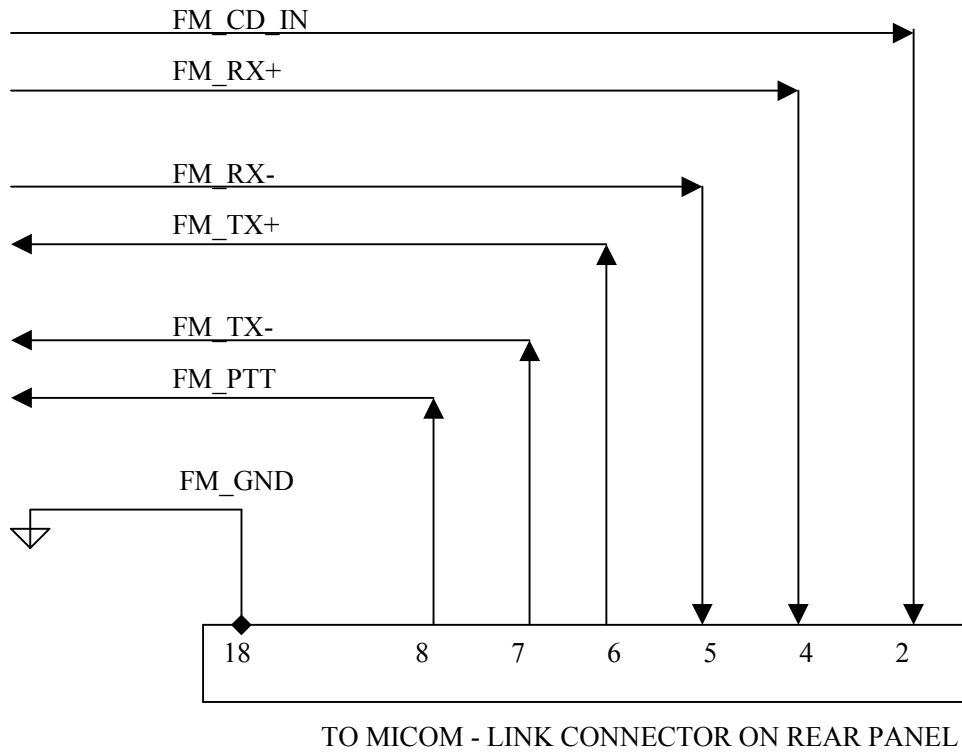 FM_CD_IN
FM_RX+
FM_RX-
FM_TX+
FM_TX-
FM_PTT
FM_GND
18 8 7 6 5 4 2
TO MICOM - LINK CONNECTOR ON REAR PANEL